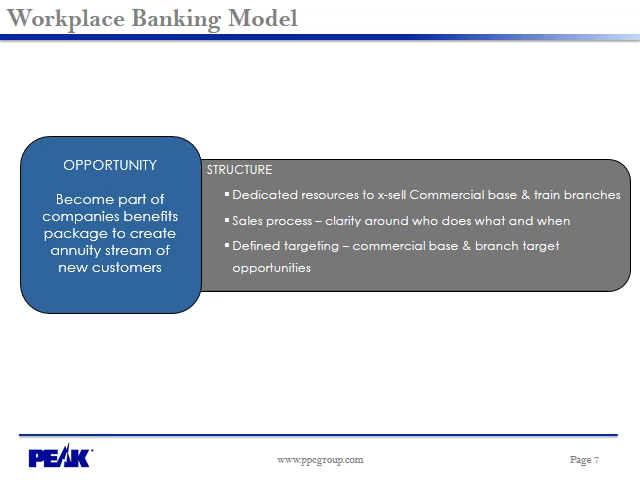 Workplace Banking Model
OPPORTUNITY
Become part of
companies benefits
package to create
annuity stream of
new customers
STRUCTURE
▪ Dedicated resources to x-sell Commercial base & train branches
▪ Sales process – clarity around who does what and when
▪ Defined targeting – commercial base & branch target
opportunities
PEAK
www.ppcgroup.com
Page 7